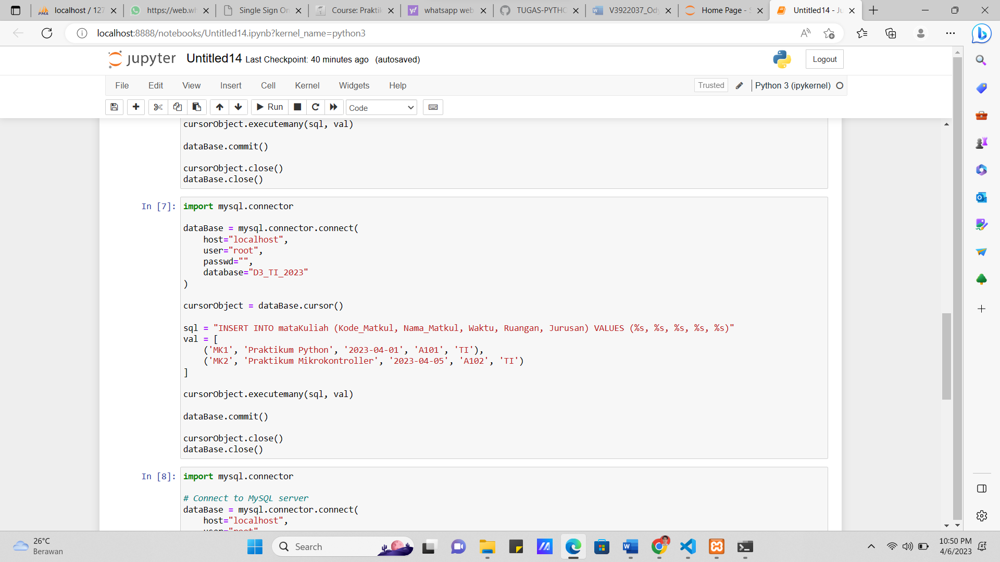 localhost / 127
https://web.wh
Single Sign On
Course: Prakti
whatsapp web
TUGAS-PYTHO
V3922037_Ody
Home Page - S
Untitled14 - Ju
localhost:8888/notebooks/Untitled14.ipynb?kernel_name=python3
jupyter Untitled14 Last Checkpoint: 40 minutes ago (autosaved)
Logout
File Edit View Insert Cell Kernel Widgets Help
Trusted Python 3 (ipykernel)
Run Code
cursorObject.executemany(sql, val)
dataBase.commit()
cursorObject.close()
dataBase.close()
In [7]: import mysql.connector
dataBase = mysql.connector.connect(
    host="localhost",
    user="root",
    passwd="",
    database="D3_TI_2023"
)
cursorObject = dataBase.cursor()
sql = "INSERT INTO mataKuliah (Kode_Matkul, Nama_Matkul, Waktu, Ruangan, Jurusan) VALUES (%s, %s, %s, %s, %s)"
val = [
    ('MK1', 'Praktikum Python', '2023-04-01', 'A101', 'TI'),
    ('MK2', 'Praktikum Mikrokontroller', '2023-04-05', 'A102', 'TI')
]
cursorObject.executemany(sql, val)
dataBase.commit()
cursorObject.close()
dataBase.close()
In [8]: import mysql.connector
# Connect to MySQL server
dataBase = mysql.connector.connect(
    host="localhost",
    user="root"
26°C
Berawan
Search
10:50 PM
4/6/2023